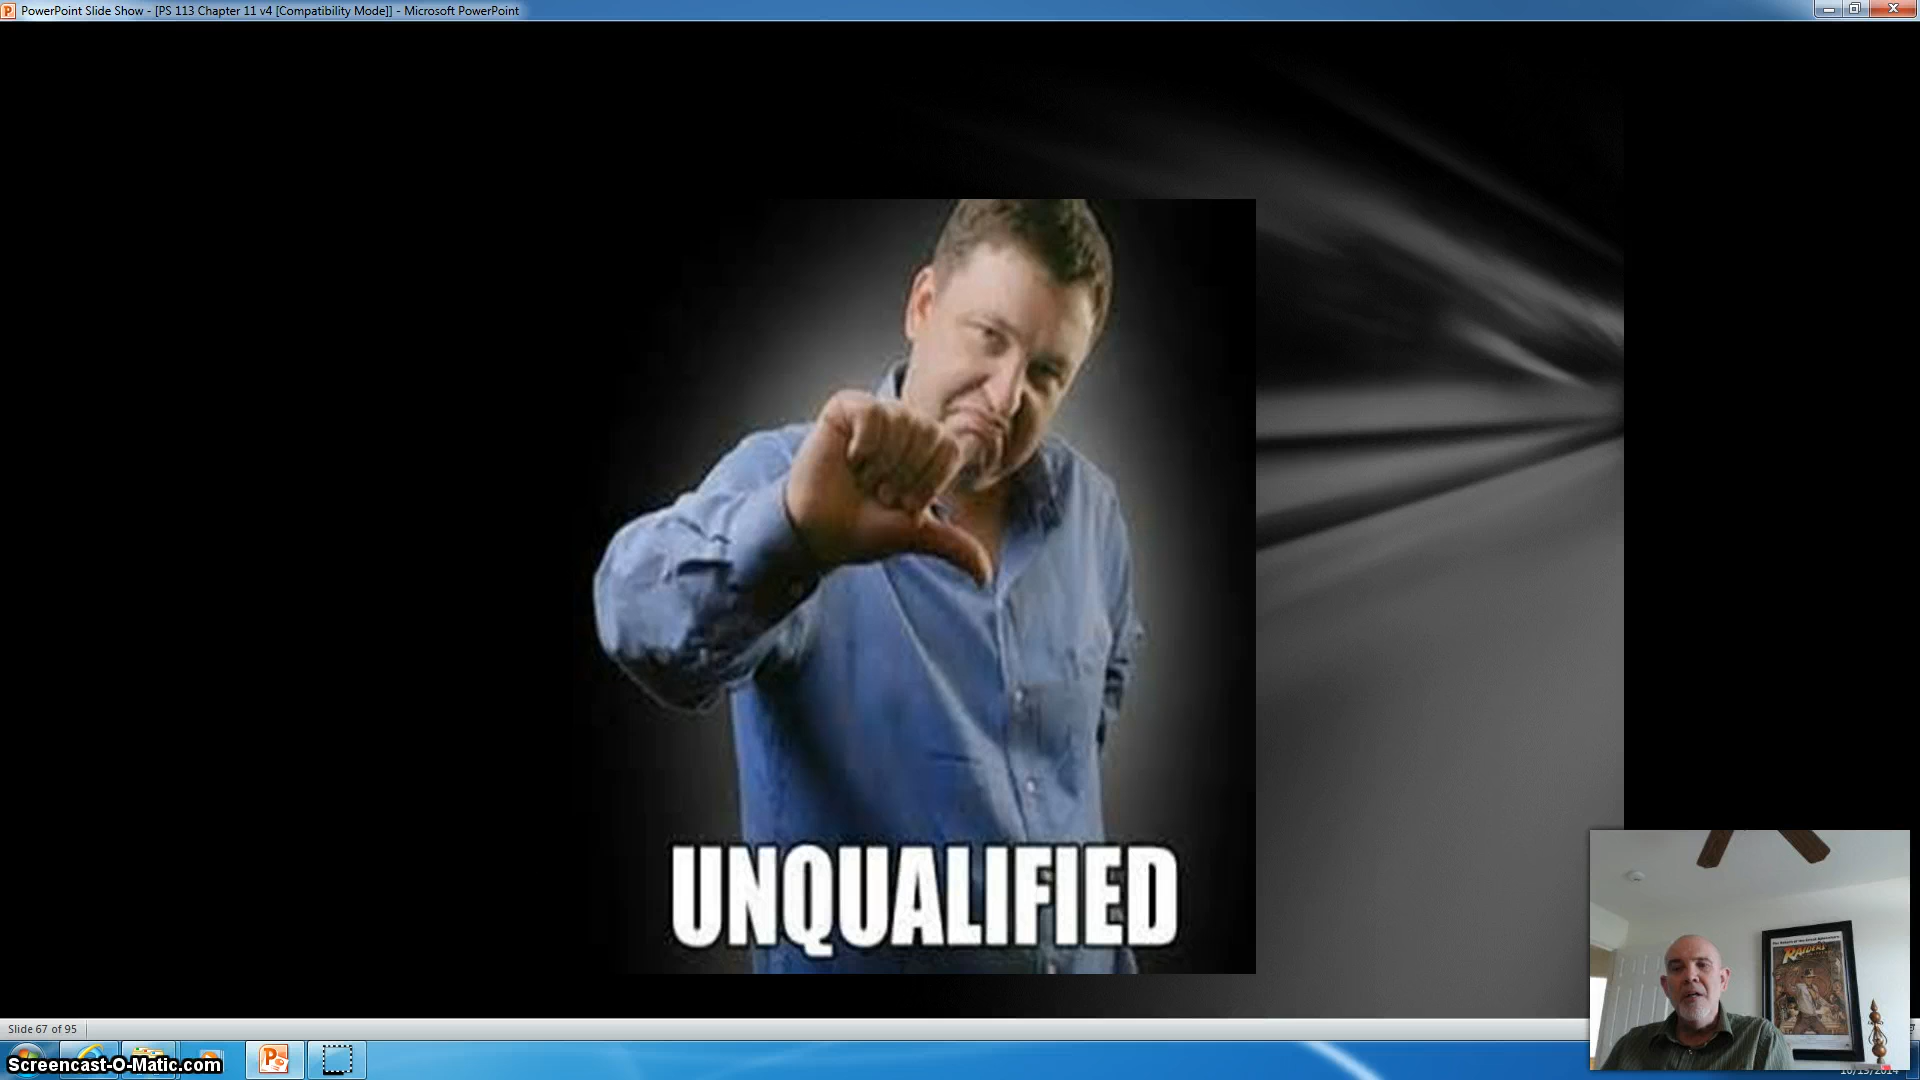 PowerPoint Slide Show - [PS 113 Chapter 11 v4 [Compatibility Mode]] - Microsoft PowerPoint
UNQUALIFIED
RAIDERS
Slide 67 of 95
Screencast-O-Matic.com